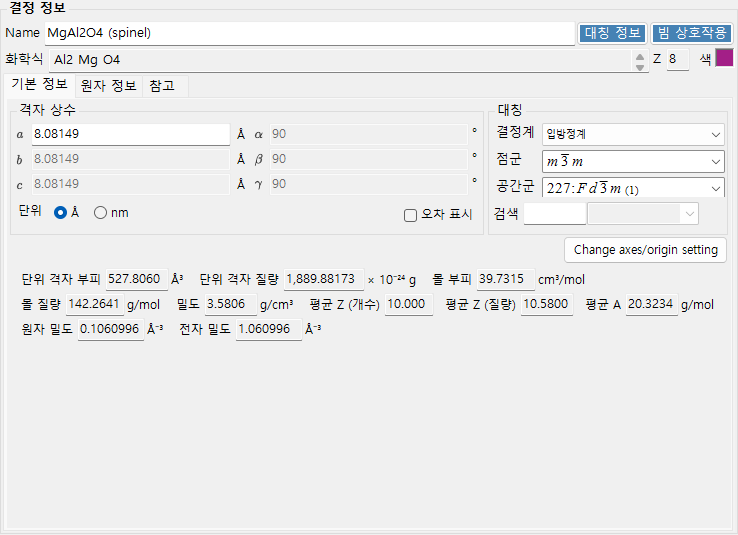 결정 정보
Name MgAl2O4 (spinel) 대칭 정보 빔 상호작용
화학식 Al2 Mg O4 Z 8 색
기본 정보 원자 정보 참고
격자 상수
a 8.08149 Å α 90 °
b 8.08149 Å β 90 °
c 8.08149 Å γ 90 °
단위 Å nm 오차 표시
대칭
결정계 입방정계
점군 m 3̅ m
공간군 227: F d 3̅ m (1)
검색
Change axes/origin setting
단위 격자 부피 527.8060 Å³ 단위 격자 질량 1,889.88173 × 10⁻²⁴ g 몰 부피 39.7315 cm³/mol
몰 질량 142.2641 g/mol 밀도 3.5806 g/cm³ 평균 Z (개수) 10.000 평균 Z (질량) 10.5800 평균 A 20.3234 g/mol
원자 밀도 0.1060996 Å⁻³ 전자 밀도 1.060996 Å⁻³